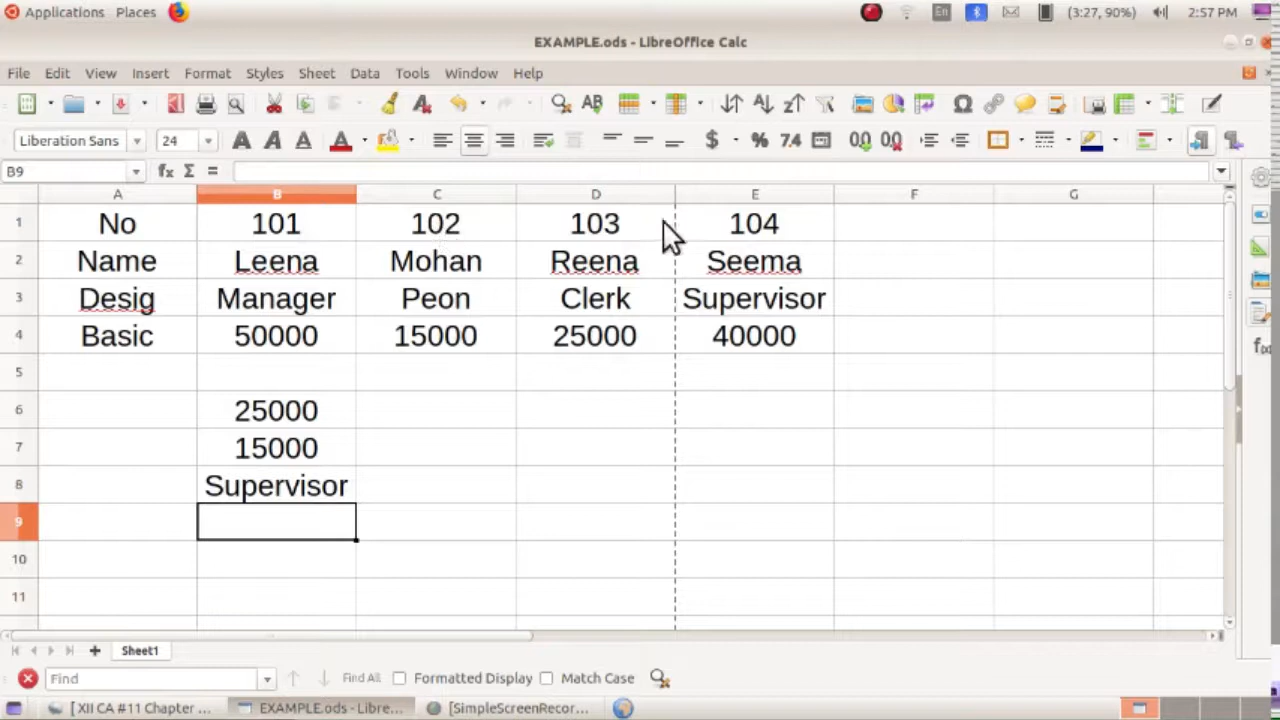 Applications Places En (3:27, 90%) 2:57 PM
EXAMPLE.ods - LibreOffice Calc
File Edit View Insert Format Styles Sheet Data Tools Window Help
Liberation Sans 24
B9
A B C D E F G
1 No 101 102 103 104
2 Name Leena Mohan Reena Seema
3 Desig Manager Peon Clerk Supervisor
4 Basic 50000 15000 25000 40000
5
6 25000
7 15000
8 Supervisor
9
10
11
Sheet1
Find Find All Formatted Display Match Case
[ XII CA #11 Chapter ... EXAMPLE.ods - Libre... [SimpleScreenRecor...